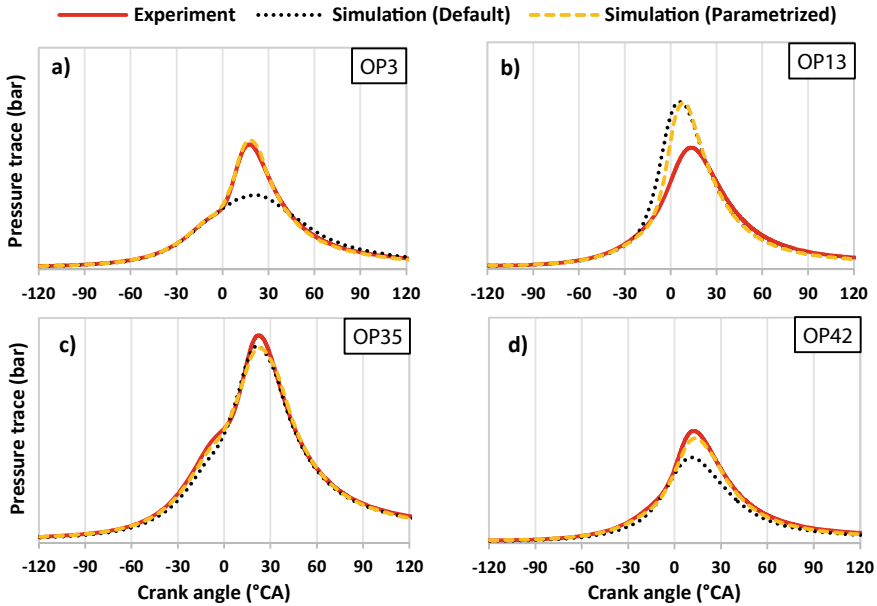 Experiment Simulation (Default) Simulation (Parametrized)
a) OP3
b) OP13
Pressure trace (bar)
-120 -90 -60 -30 0 30 60 90 120
-120 -90 -60 -30 0 30 60 90 120
c) OP35
d) OP42
Pressure trace (bar)
-120 -90 -60 -30 0 30 60 90 120
-120 -90 -60 -30 0 30 60 90 120
Crank angle (°CA)
Crank angle (°CA)